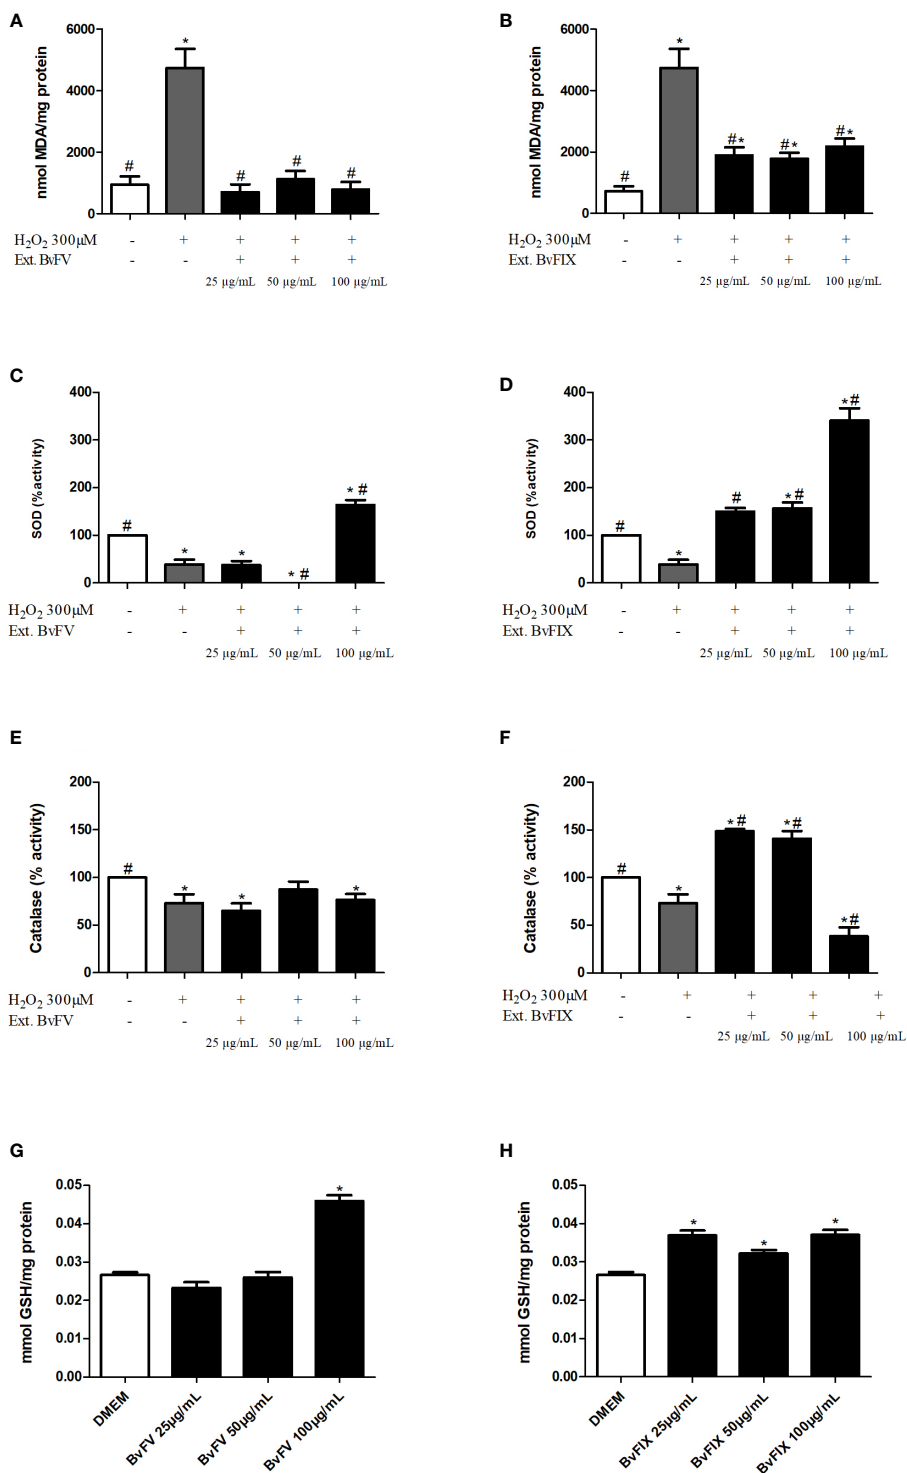 A
nmol MDA/mg protein
6000
4000
2000
0
*
#
#
#
#
H₂O₂ 300µM - + + + +
Ext. BvFV - - + + +
25 µg/mL 50 µg/mL 100 µg/mL
B
nmol MDA/mg protein
6000
4000
2000
0
*
#
#*
#*
#*
H₂O₂ 300µM - + + + +
Ext. BvFIX - - + + +
25 µg/mL 50 µg/mL 100 µg/mL
C
SOD (%activity)
400
300
200
100
0
#
*
*
*#
*#
H₂O₂ 300µM - + + + +
Ext. BvFV - - + + +
25 µg/mL 50 µg/mL 100 µg/mL
D
SOD (%activity)
400
300
200
100
0
#
*
#
*#
*#
H₂O₂ 300µM - + + + +
Ext. BvFIX - - + + +
25 µg/mL 50 µg/mL 100 µg/mL
E
Catalase (% activity)
200
150
100
50
0
#
*
*
*
H₂O₂ 300µM - + + + +
Ext. BvFV - - + + +
25 µg/mL 50 µg/mL 100 µg/mL
F
Catalase (% activity)
200
150
100
50
0
#
*
*#
*#
*#
H₂O₂ 300µM - + + + +
Ext. BvFIX - - + + +
25 µg/mL 50 µg/mL 100 µg/mL
G
mmol GSH/mg protein
0.05
0.04
0.03
0.02
0.01
0.00
*
DMEM
BvFV 25µg/mL
BvFV 50µg/mL
BvFV 100µg/mL
H
mmol GSH/mg protein
0.05
0.04
0.03
0.02
0.01
0.00
*
*
*
DMEM
BvFIX 25µg/mL
BvFIX 50µg/mL
BvFIX 100µg/mL